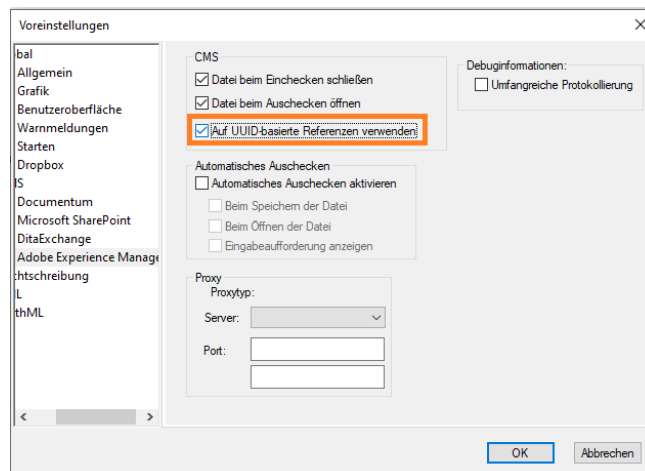 Voreinstellungen
bal
Allgemein
Grafik
Benutzeroberfläche
Warnmeldungen
Starten
Dropbox
IS
Documentum
Microsoft SharePoint
DitaExchange
Adobe Experience Manage
chtschreibung
IL
thML
CMS
Datei beim Einchecken schließen
Datei beim Auschecken öffnen
Auf UUID-basierte Referenzen verwenden
Automatisches Auschecken
Automatisches Auschecken aktivieren
Beim Speichern der Datei
Beim Öffnen der Datei
Eingabeaufforderung anzeigen
Proxy
Proxytyp:
Server:
Port:
Debuginformationen:
Umfangreiche Protokollierung
OK
Abbrechen